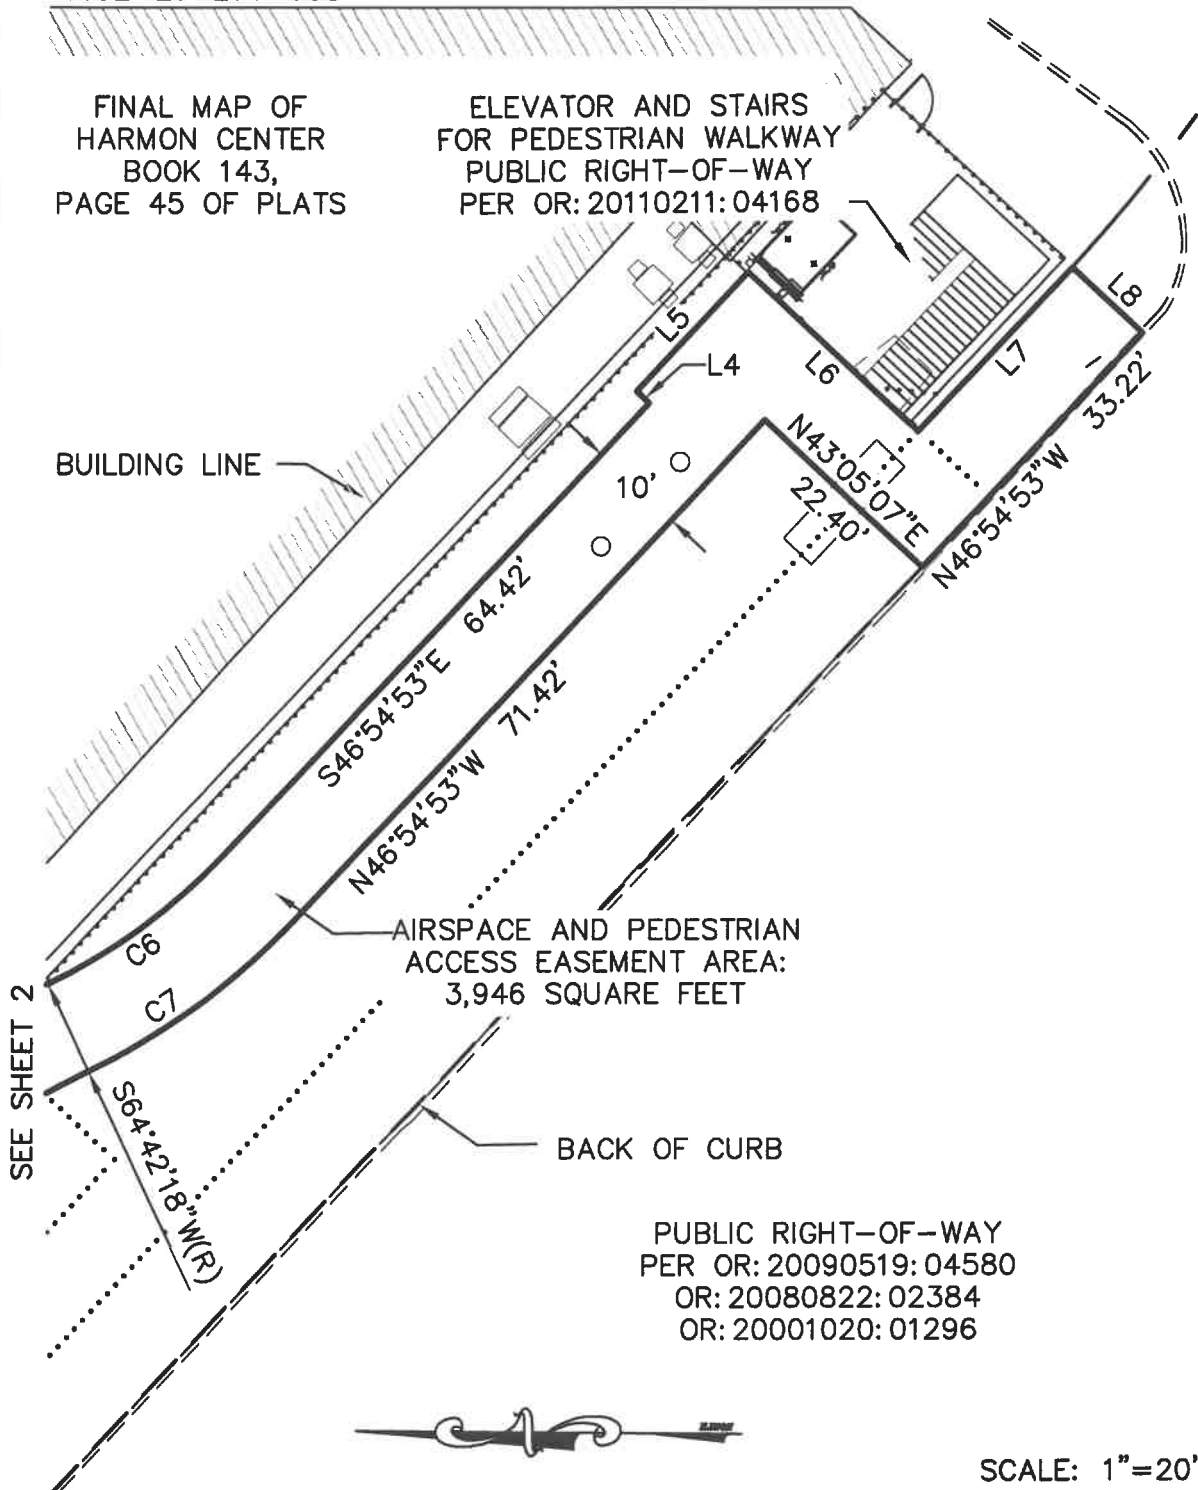 FINAL MAP OF
HARMON CENTER
BOOK 143,
PAGE 45 OF PLATS
ELEVATOR AND STAIRS
FOR PEDESTRIAN WALKWAY
PUBLIC RIGHT-OF-WAY
PER OR: 20110211: 04168
L5
L4
L6
L7
L8
BUILDING LINE
10'
N43°05'07"E
22.40'
N46°54'53"W 33.22'
S46°54'53"E 64.42'
N46°54'53"W 71.42'
C6
C7
AIRSPACE AND PEDESTRIAN
ACCESS EASEMENT AREA:
3,946 SQUARE FEET
SEE SHEET 2
S64°42'18"W(R)
BACK OF CURB
PUBLIC RIGHT-OF-WAY
PER OR: 20090519: 04580
OR: 20080822: 02384
OR: 20001020: 01296
SCALE: 1"=20'